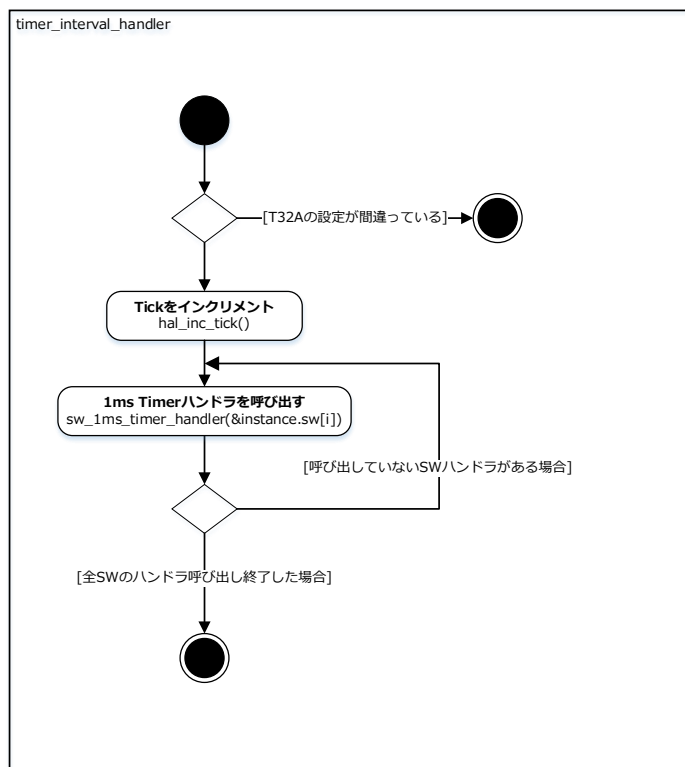 timer_interval_handler
[T32Aの設定が間違っている]
Tickをインクリメント
hal_inc_tick()
1ms Timerハンドラを呼び出す
sw_1ms_timer_handler(&instance.sw[i])
[呼び出していないSWハンドラがある場合]
[全SWのハンドラ呼び出し終了した場合]